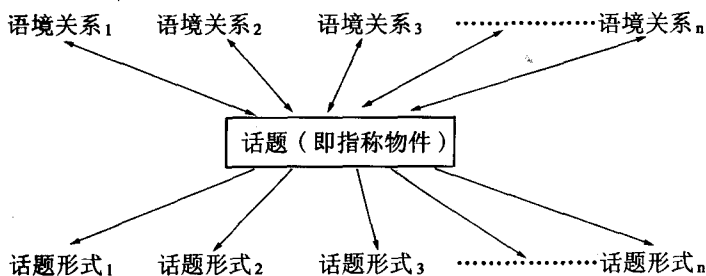 语境关系1 语境关系2 语境关系3 ……………语境关系n
话题（即指称物件）
话题形式1 话题形式2 话题形式3 ……………话题形式n